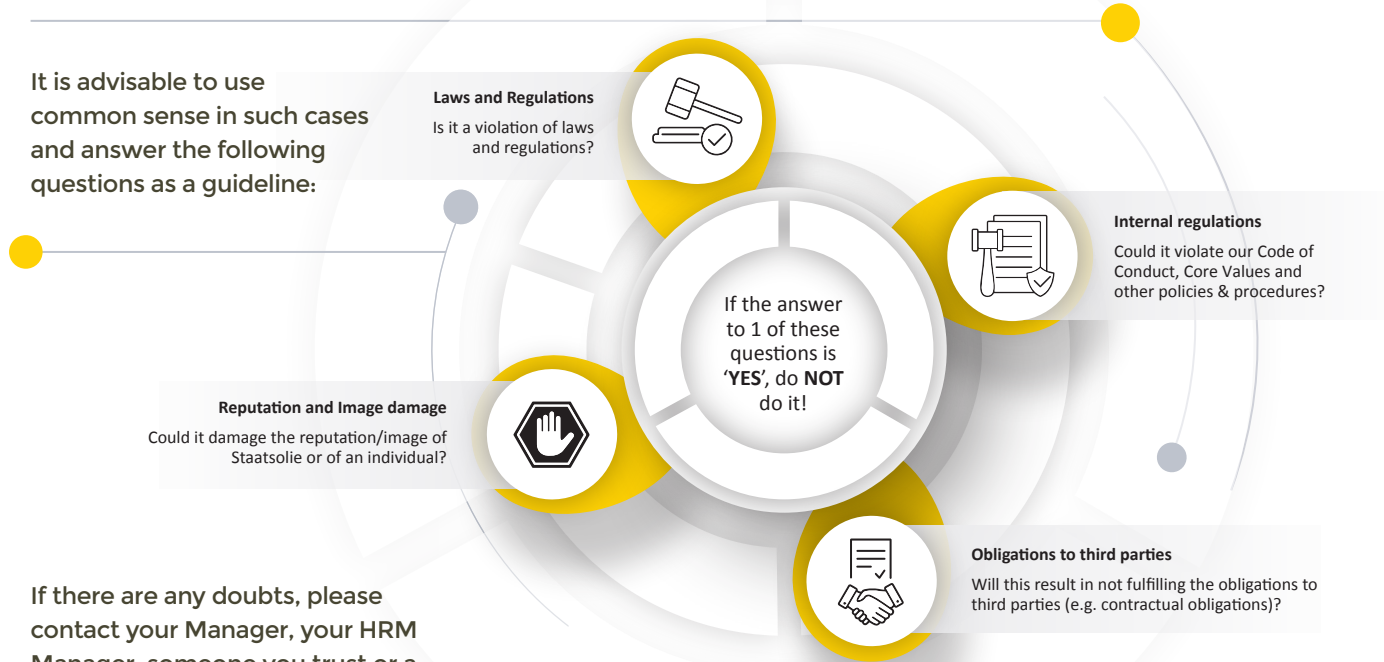 It is advisable to use
common sense in such cases
and answer the following
questions as a guideline:
Laws and Regulations
Is it a violation of laws
and regulations?
Internal regulations
Could it violate our Code of
Conduct, Core Values and
other policies & procedures?
If the answer
to 1 of these
questions is
‘YES’, do NOT
do it!
Reputation and Image damage
Could it damage the reputation/image of
Staatsolie or of an individual?
Obligations to third parties
Will this result in not fulfilling the obligations to
third parties (e.g. contractual obligations)?
If there are any doubts, please
contact your Manager, your HRM
Manager, someone you trust or a